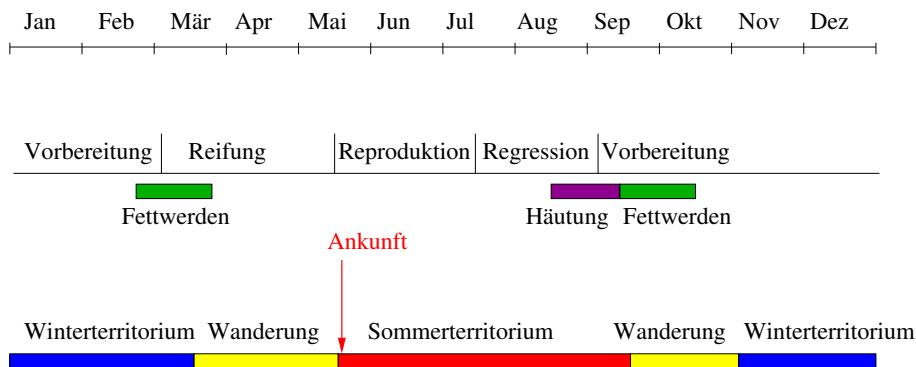 Jan Feb Mär Apr Mai Jun Jul Aug Sep Okt Nov Dez
Vorbereitung Reifung Reproduktion Regression Vorbereitung
Fettwerden Häutung Fettwerden
Ankunft
Winterterritorium Wanderung Sommerterritorium Wanderung Winterterritorium